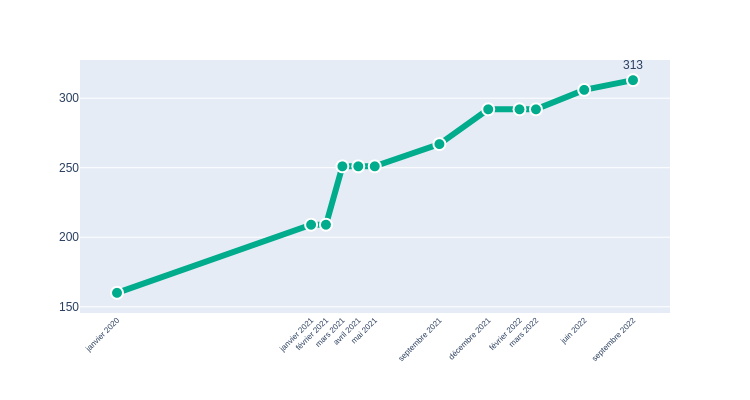 313
300
250
200
150
janvier 2020
janvier 2021
février 2021
mars 2021
avril 2021
mai 2021
septembre 2021
décembre 2021
février 2022
mars 2022
juin 2022
septembre 2022